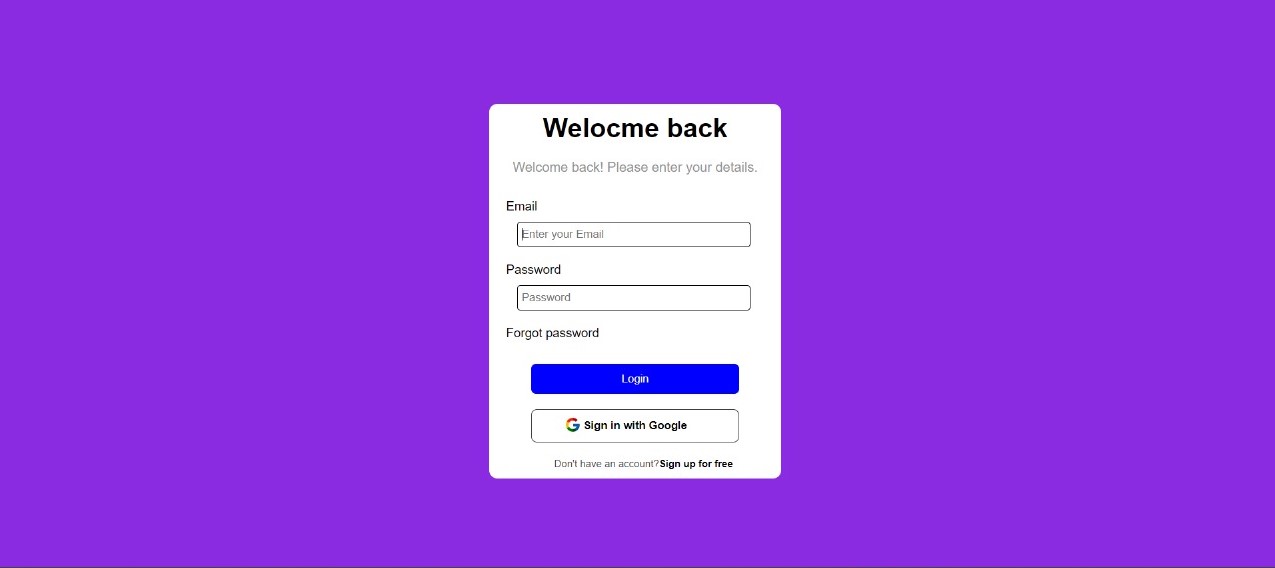 Welocme back
Welcome back! Please enter your details.
Email
Enter your Email
Password
Password
Forgot password
Login
Sign in with Google
Don't have an account?Sign up for free